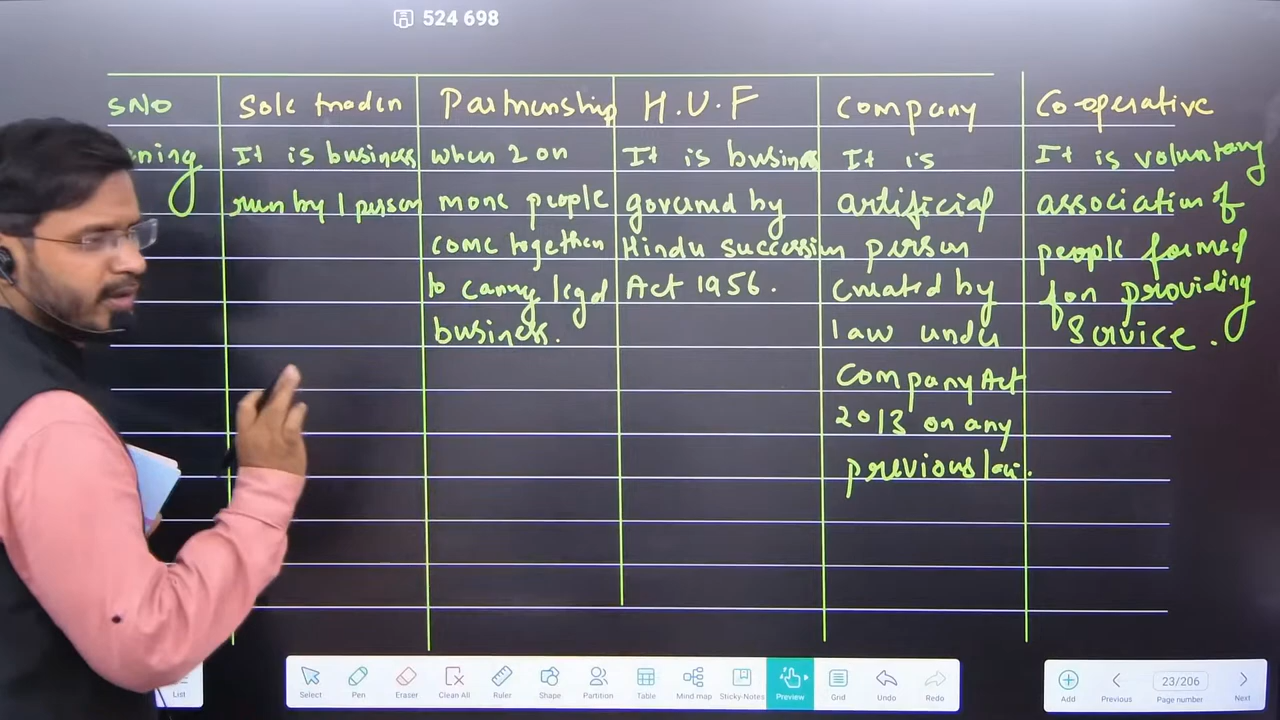 524 698
SNO
Sole trader
Partnership
H.U.F
Company
Co-operative
It is business
run by 1 person
when 2 or
more people
come together
to carry legal
business.
It is business
governed by
Hindu succession
Act 1956.
It is
artificial
person
created by
law under
Company Act
2013 or any
previous law.
It is voluntary
association of
people formed
for providing
Service.
List
Select
Pen
Eraser
Clean All
Ruler
Shape
Partition
Table
Mind map
Sticky Notes
Preview
Grid
Undo
Redo
Add
Previous
23/206
Page number
Next